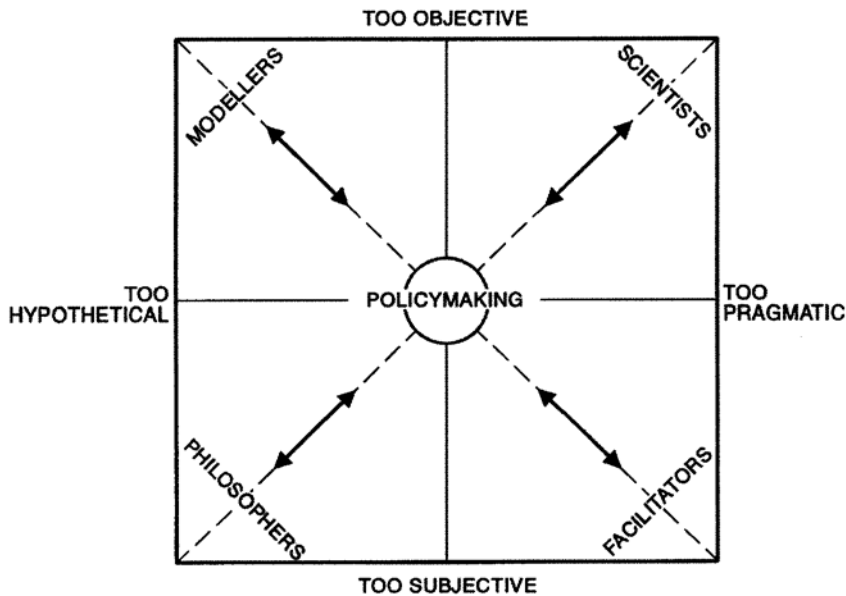 TOO OBJECTIVE
MODELLERS
SCIENTISTS
TOO
HYPOTHETICAL
POLICYMAKING
TOO
PRAGMATIC
PHILOSOPHERS
FACILITATORS
TOO SUBJECTIVE